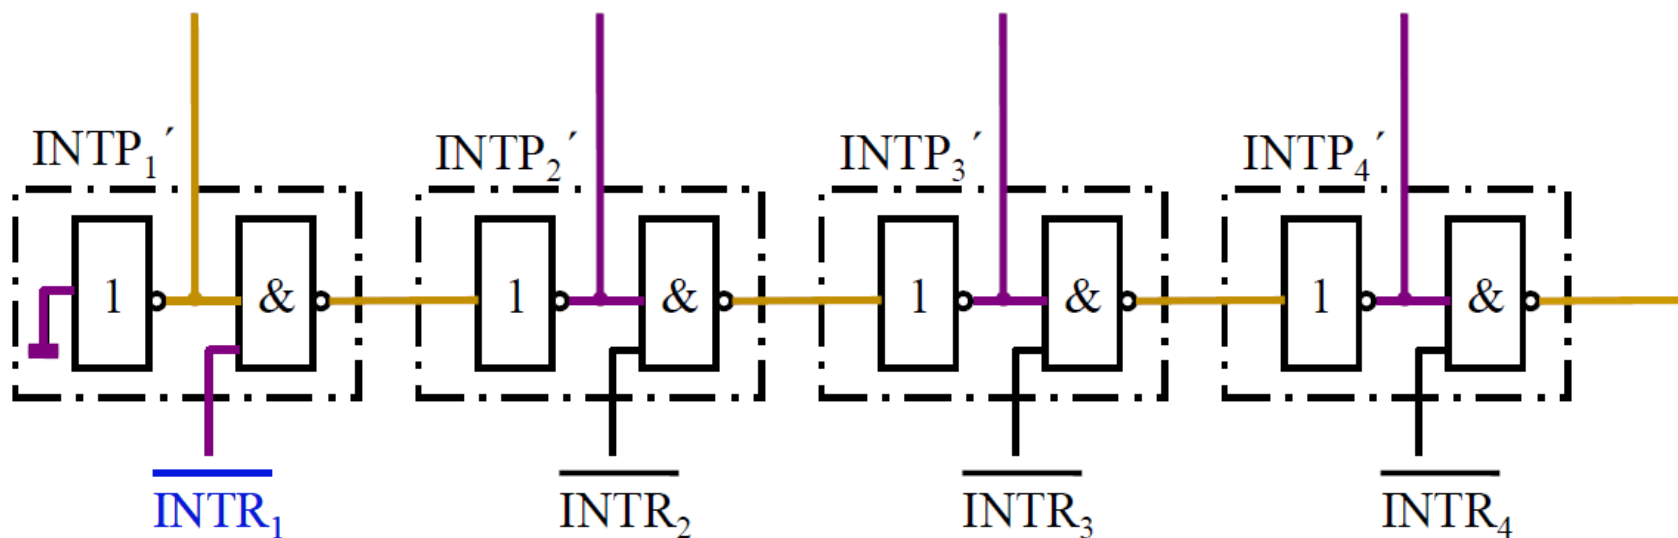 INTP₁´ INTP₂´ INTP₃´ INTP₄´
1 & 1 & 1 & 1 &
INTR₁ INTR₂ INTR₃ INTR₄